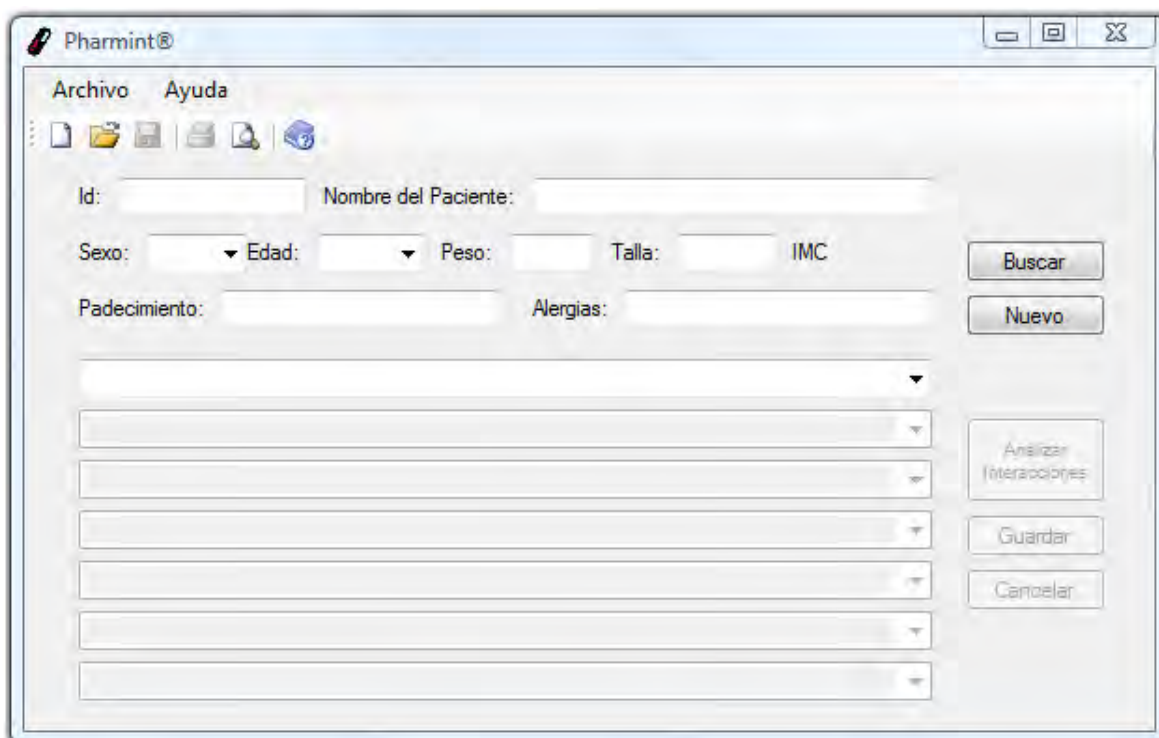 Pharmint®
Archivo Ayuda
Id: Nombre del Paciente:
Sexo: Edad: Peso: Talla: IMC
Padecimiento: Alergias:
Buscar
Nuevo
Analizar
Interacciones
Guardar
Cancelar